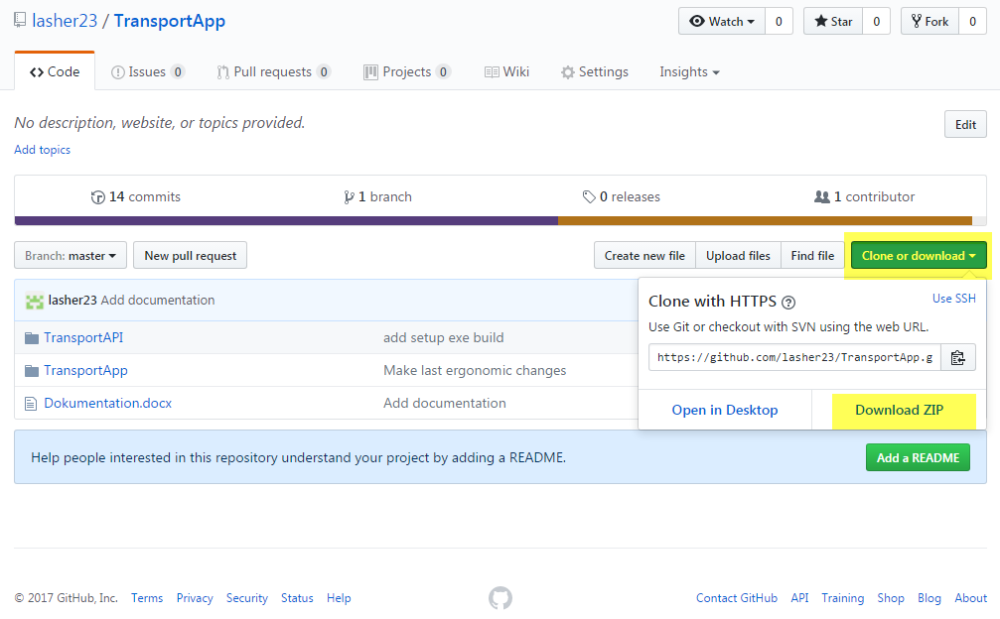 lasher23 / TransportApp
Watch 0 Star 0 Fork 0
Code Issues 0 Pull requests 0 Projects 0 Wiki Settings Insights
No description, website, or topics provided.
Edit
Add topics
14 commits 1 branch 0 releases 1 contributor
Branch: master New pull request Create new file Upload files Find file Clone or download
lasher23 Add documentation
TransportAPI add setup exe build
TransportApp Make last ergonomic changes
Dokumentation.docx Add documentation
Clone with HTTPS ? Use SSH
Use Git or checkout with SVN using the web URL.
https://github.com/lasher23/TransportApp.g
Open in Desktop Download ZIP
Help people interested in this repository understand your project by adding a README. Add a README
© 2017 GitHub, Inc. Terms Privacy Security Status Help Contact GitHub API Training Shop Blog About